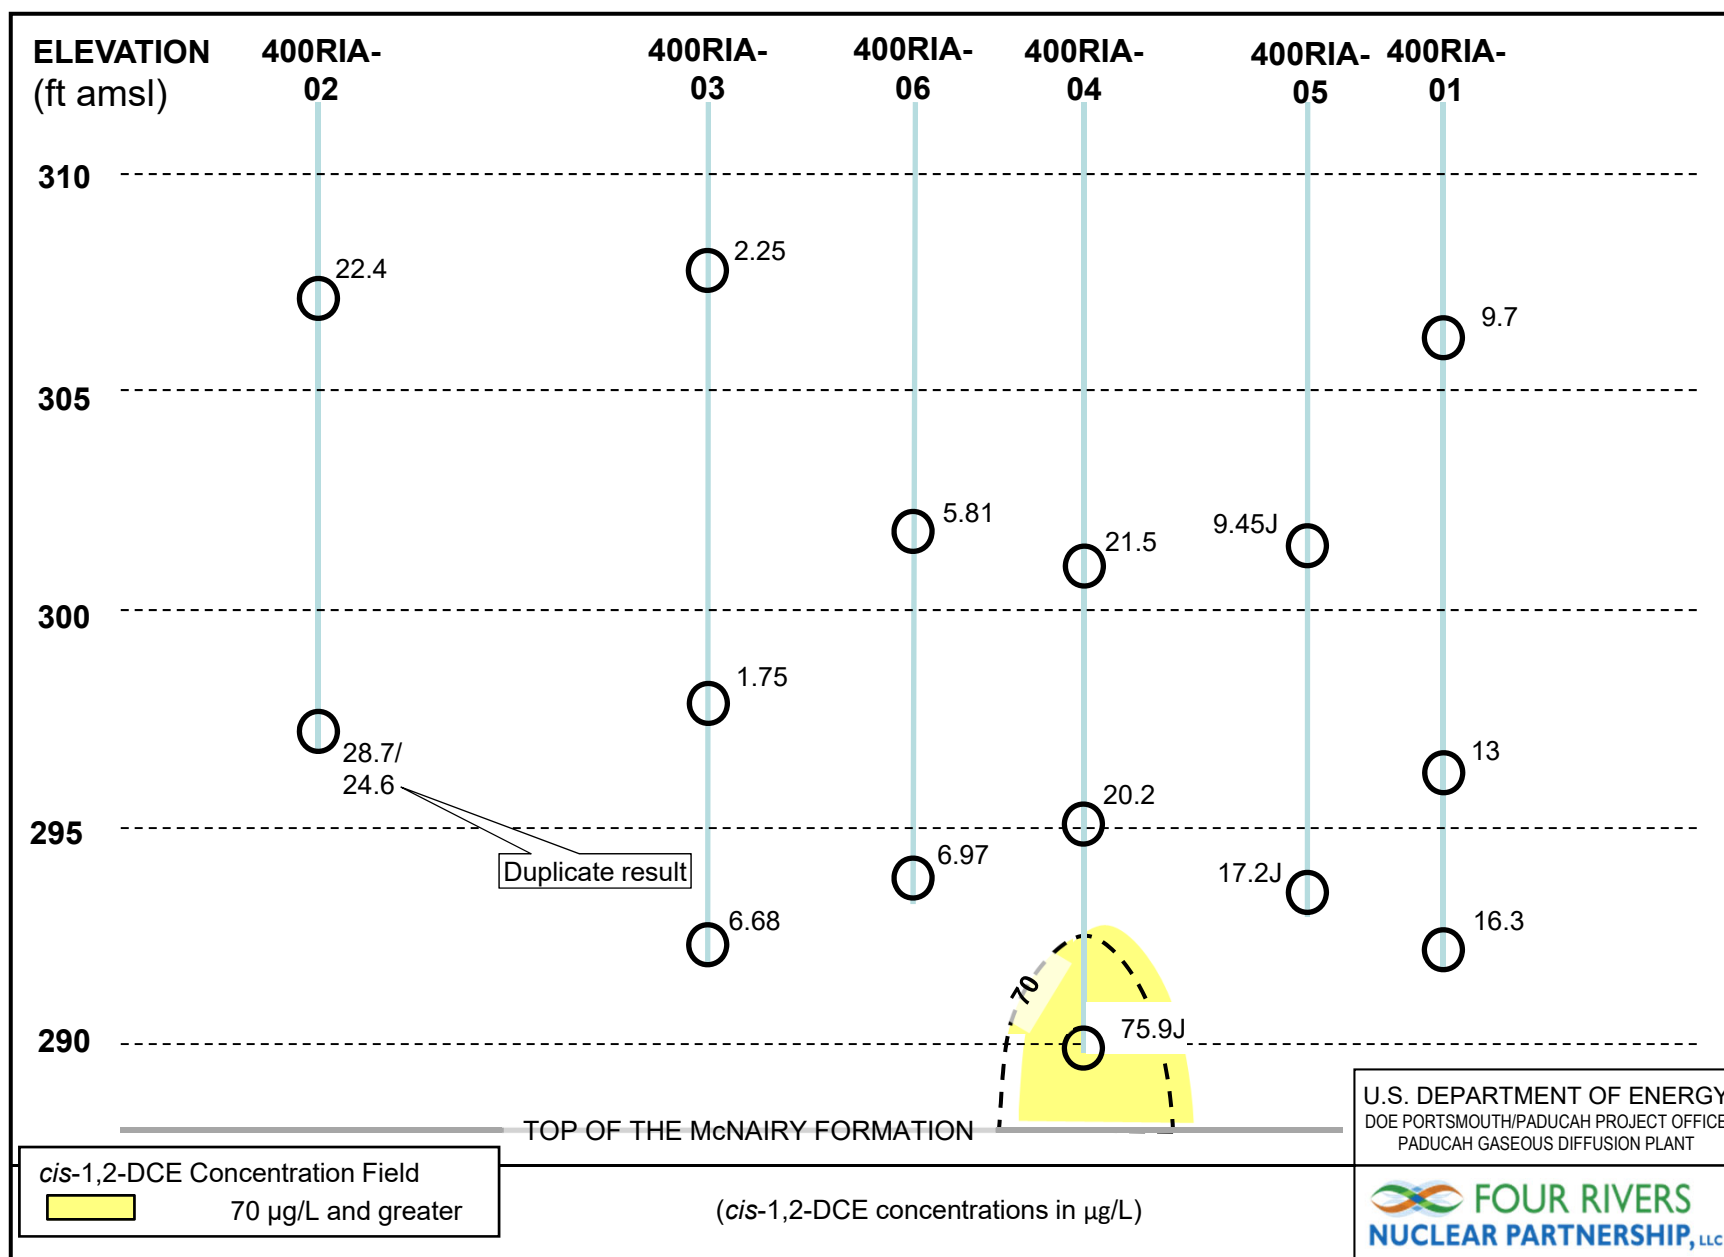 ELEVATION
(ft amsl)
400RIA-
02
400RIA-
03
400RIA-
06
400RIA-
04
400RIA-
05
400RIA-
01
310
22.4
2.25
9.7
305
5.81
21.5
9.45J
300
1.75
28.7/
24.6
13
20.2
295
Duplicate result
6.97
17.2J
6.68
16.3
70
75.9J
290
TOP OF THE McNAIRY FORMATION
cis-1,2-DCE Concentration Field
70 µg/L and greater
(cis-1,2-DCE concentrations in µg/L)
U.S. DEPARTMENT OF ENERGY
DOE PORTSMOUTH/PADUCAH PROJECT OFFICE
PADUCAH GASEOUS DIFFUSION PLANT
FOUR RIVERS
NUCLEAR PARTNERSHIP, LLC